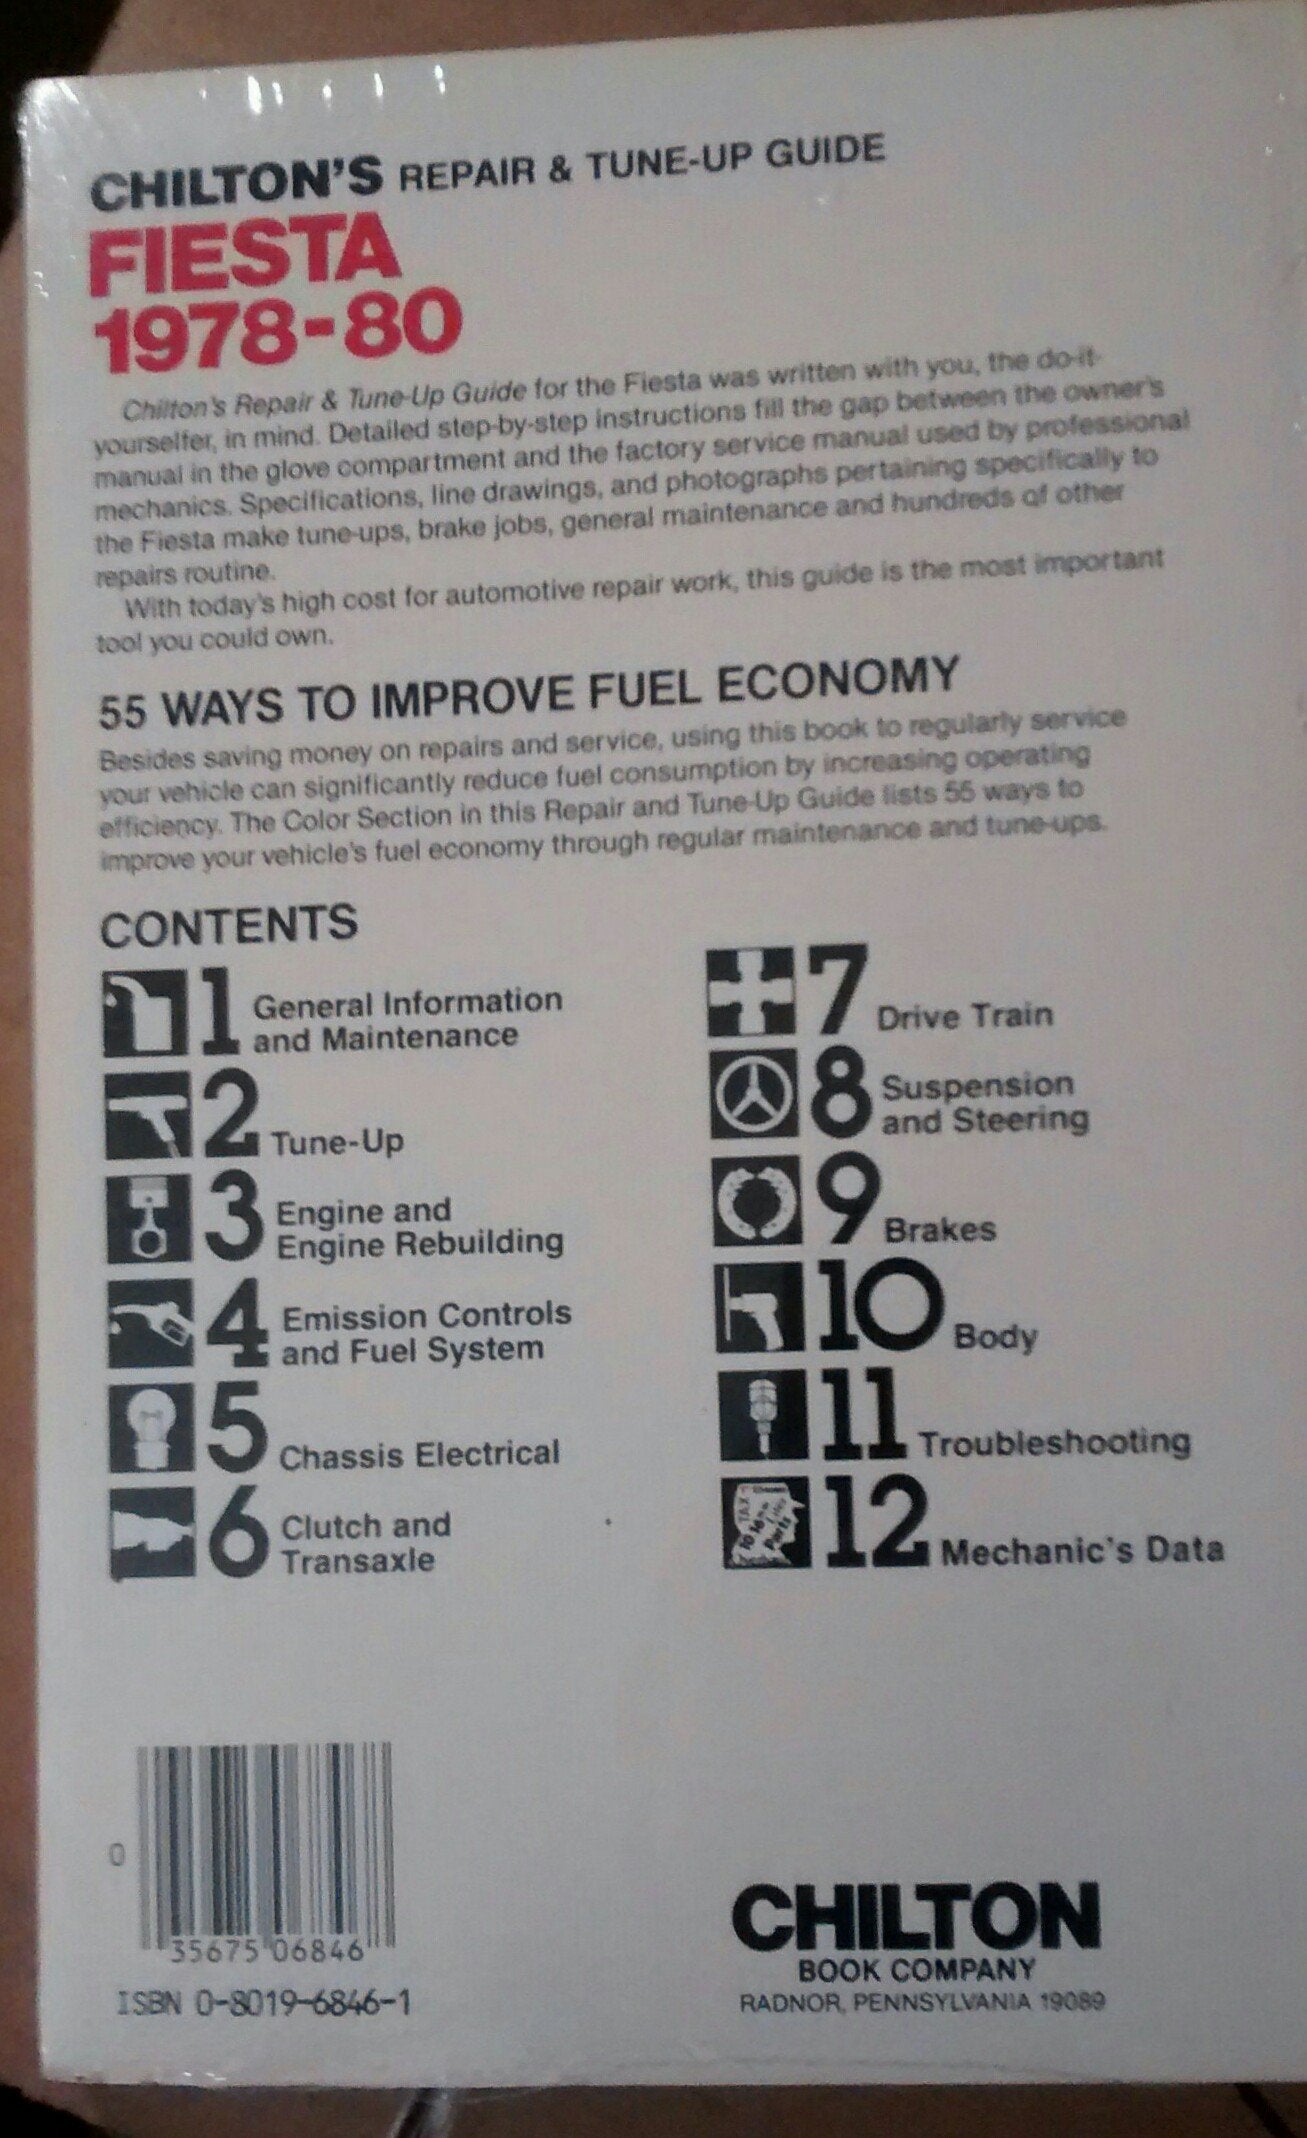 CHILTON'S REPAIR & TUNE-UP GUIDE
FIESTA
1978-80
Chilton's Repair & Tune-Up Guide for the Fiesta was written with you, the do-it-
yourselfer, in mind. Detailed step-by-step instructions fill the gap between the owner's
manual in the glove compartment and the factory service manual used by professional
mechanics. Specifications, line drawings, and photographs pertaining specifically to
the Fiesta make tune-ups, brake jobs, general maintenance and hundreds of other
repairs routine.
With today's high cost for automotive repair work, this guide is the most important
tool you could own.
55 WAYS TO IMPROVE FUEL ECONOMY
Besides saving money on repairs and service, using this book to regularly service
your vehicle can significantly reduce fuel consumption by increasing operating
efficiency. The Color Section in this Repair and Tune-Up Guide lists 55 ways to
improve your vehicle's fuel economy through regular maintenance and tune-ups.
CONTENTS
1 General Information
and Maintenance
2 Tune-Up
3 Engine and
Engine Rebuilding
4 Emission Controls
and Fuel System
5 Chassis Electrical
6 Clutch and
Transaxle
7 Drive Train
8 Suspension
and Steering
9 Brakes
10 Body
11 Troubleshooting
TAX
Parts
12 Mechanic's Data
0
35675 06846
ISBN 0-8019-6846-1
CHILTON
BOOK COMPANY
RADNOR, PENNSYLVANIA 19089